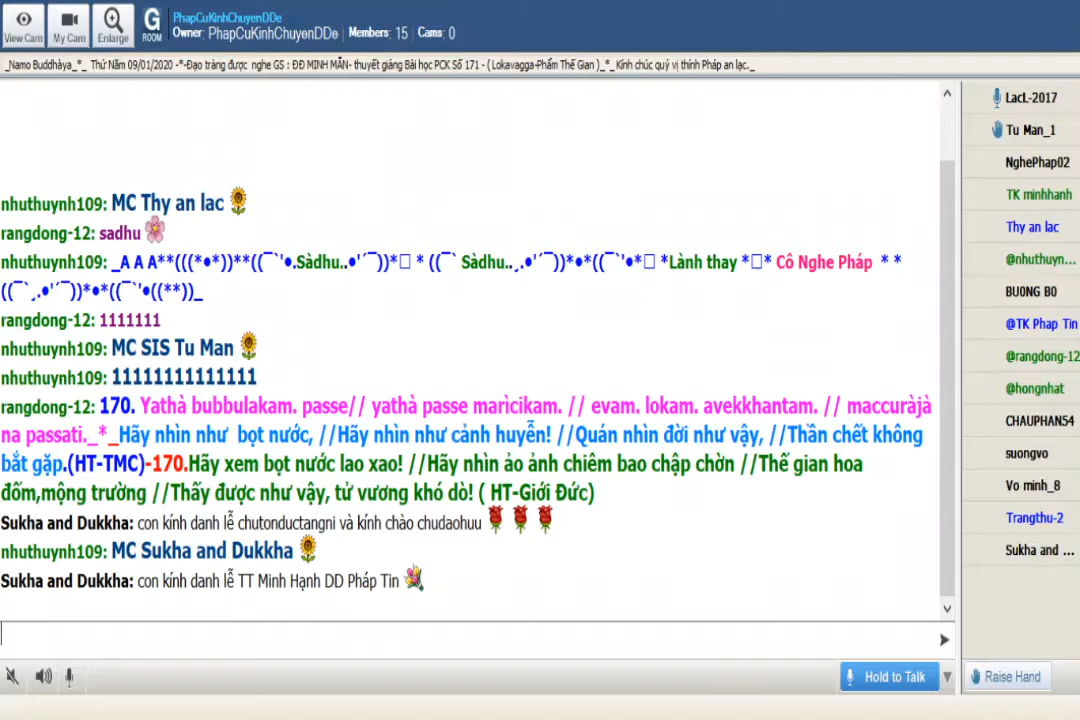 View Cam
My Cam
Enlarge
G
ROOM
PhapCuKinhChuyenDDe
Owner: PhapCuKinhChuyenDDe | Members: 15 | Cams: 0
_Namo Buddhàya_*_ Thứ Năm 09/01/2020 -*-Đạo tràng được nghe GS : ĐĐ MINH MẪN- thuyết giảng Bài học PCK Số 171 - ( Lokavagga-Phẩm Thế Gian )_*_Kính chúc quý vị thính Pháp an lạc._
nhuthuynh109: MC Thy an lac
rangdong-12: sadhu
nhuthuynh109: _A A A**(((*•*))**((¯`'•.Sàdhu..•'´¯))*□ * ((¯` Sàdhu..¸.•'´¯))*•*((¯`'•*□ *Lành thay *□* Cô Nghe Pháp * *
((¯`¸.•'´¯))*•*((¯`'•((**))_
rangdong-12: 1111111
nhuthuynh109: MC SIS Tu Man
nhuthuynh109: 11111111111111
rangdong-12: 170. Yathà bubbulakam. passe// yathà passe marìcikam. // evam. lokam. avekkhantam. // maccuràjà
na passati._*_Hãy nhìn như bọt nước, //Hãy nhìn như cảnh huyễn! //Quán nhìn đời như vậy, //Thần chết không
bắt gặp.(HT-TMC)-170.Hãy xem bọt nước lao xao! //Hãy nhìn ảo ảnh chiêm bao chập chờn //Thế gian hoa
đốm,mộng trường //Thấy được như vậy, tử vương khó dò! ( HT-Giới Đức)
Sukha and Dukkha: con kính danh lễ chutonductangni và kính chào chudaohuu
nhuthuynh109: MC Sukha and Dukkha
Sukha and Dukkha: con kính danh lễ TT Minh Hạnh DD Pháp Tin
LacL-2017
Tu Man_1
NghePhap02
TK minhhanh
Thy an lac
@nhuthuyn...
BU0NG B0
@TK Phap Tin
@rangdong-12
@hongnhat
CHAUPHAN54
suongvo
Vo minh_8
Trangthu-2
Sukha and ...
Hold to Talk
Raise Hand